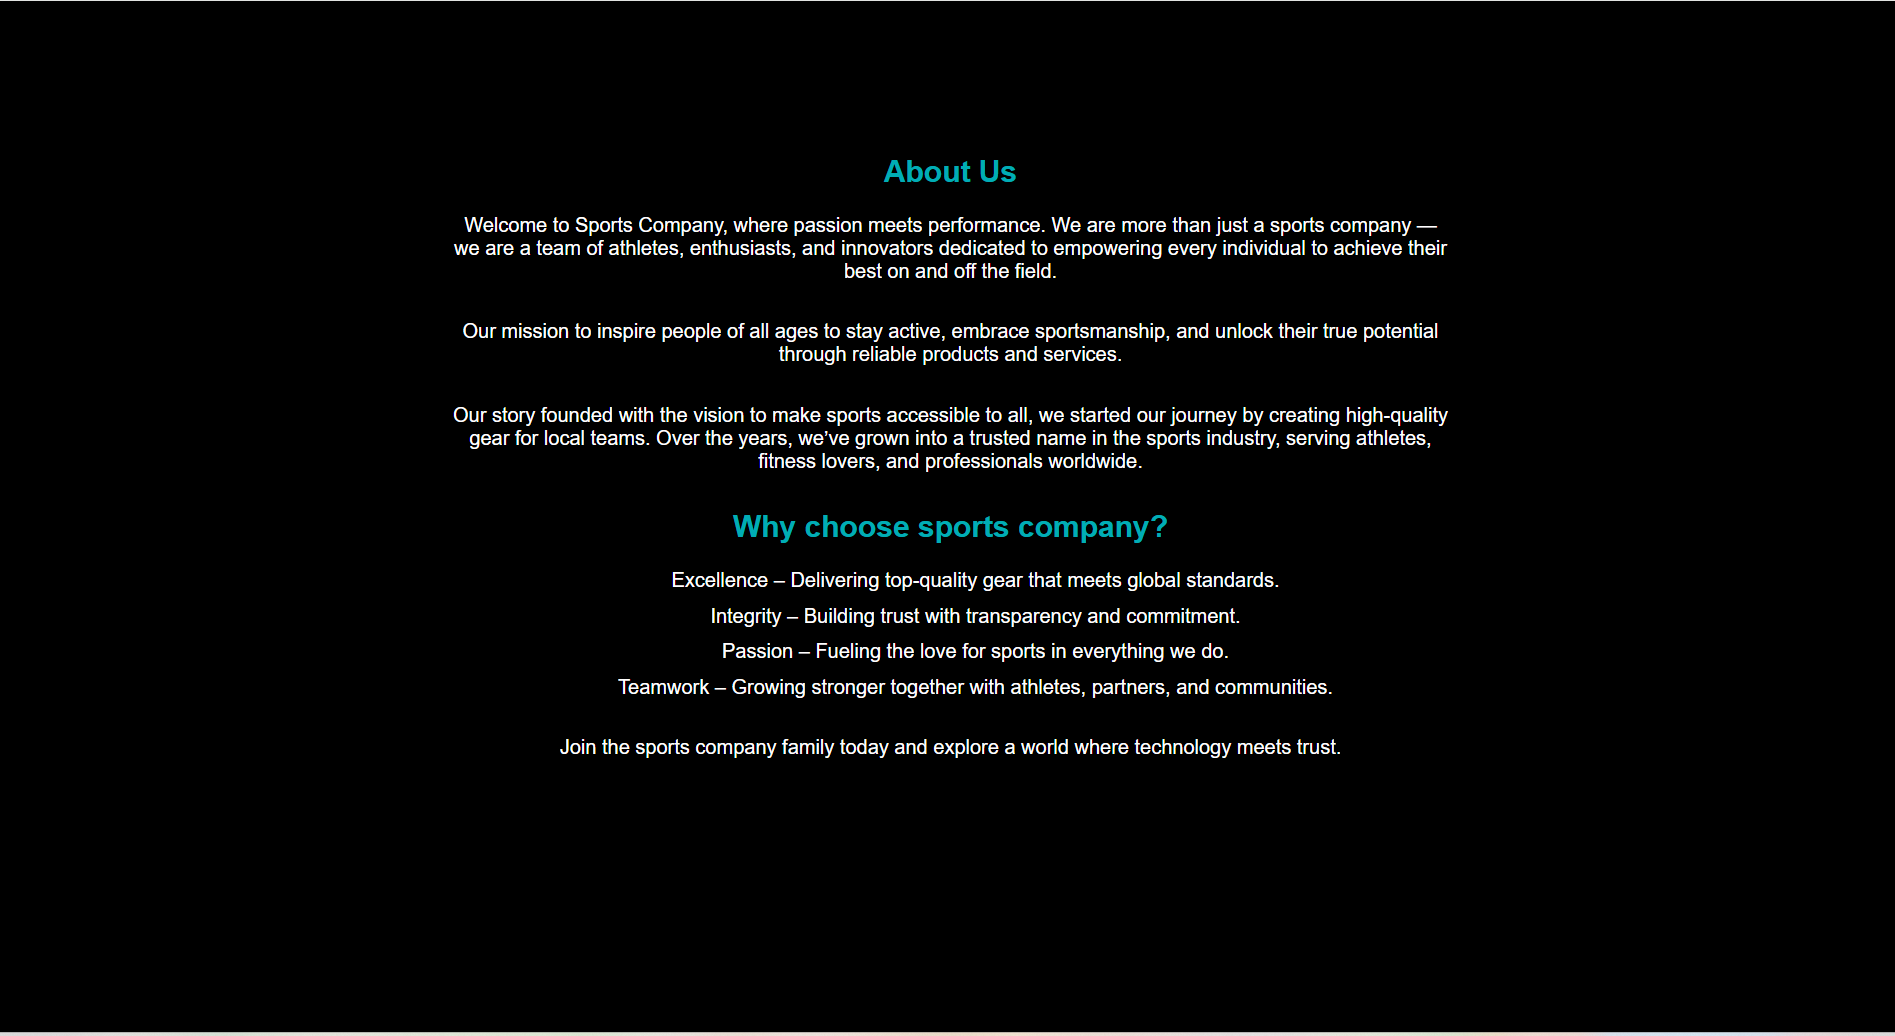 About Us
Welcome to Sports Company, where passion meets performance. We are more than just a sports company —
we are a team of athletes, enthusiasts, and innovators dedicated to empowering every individual to achieve their
best on and off the field.
Our mission to inspire people of all ages to stay active, embrace sportsmanship, and unlock their true potential
through reliable products and services.
Our story founded with the vision to make sports accessible to all, we started our journey by creating high-quality
gear for local teams. Over the years, we’ve grown into a trusted name in the sports industry, serving athletes,
fitness lovers, and professionals worldwide.
Why choose sports company?
Excellence – Delivering top-quality gear that meets global standards.
Integrity – Building trust with transparency and commitment.
Passion – Fueling the love for sports in everything we do.
Teamwork – Growing stronger together with athletes, partners, and communities.
Join the sports company family today and explore a world where technology meets trust.